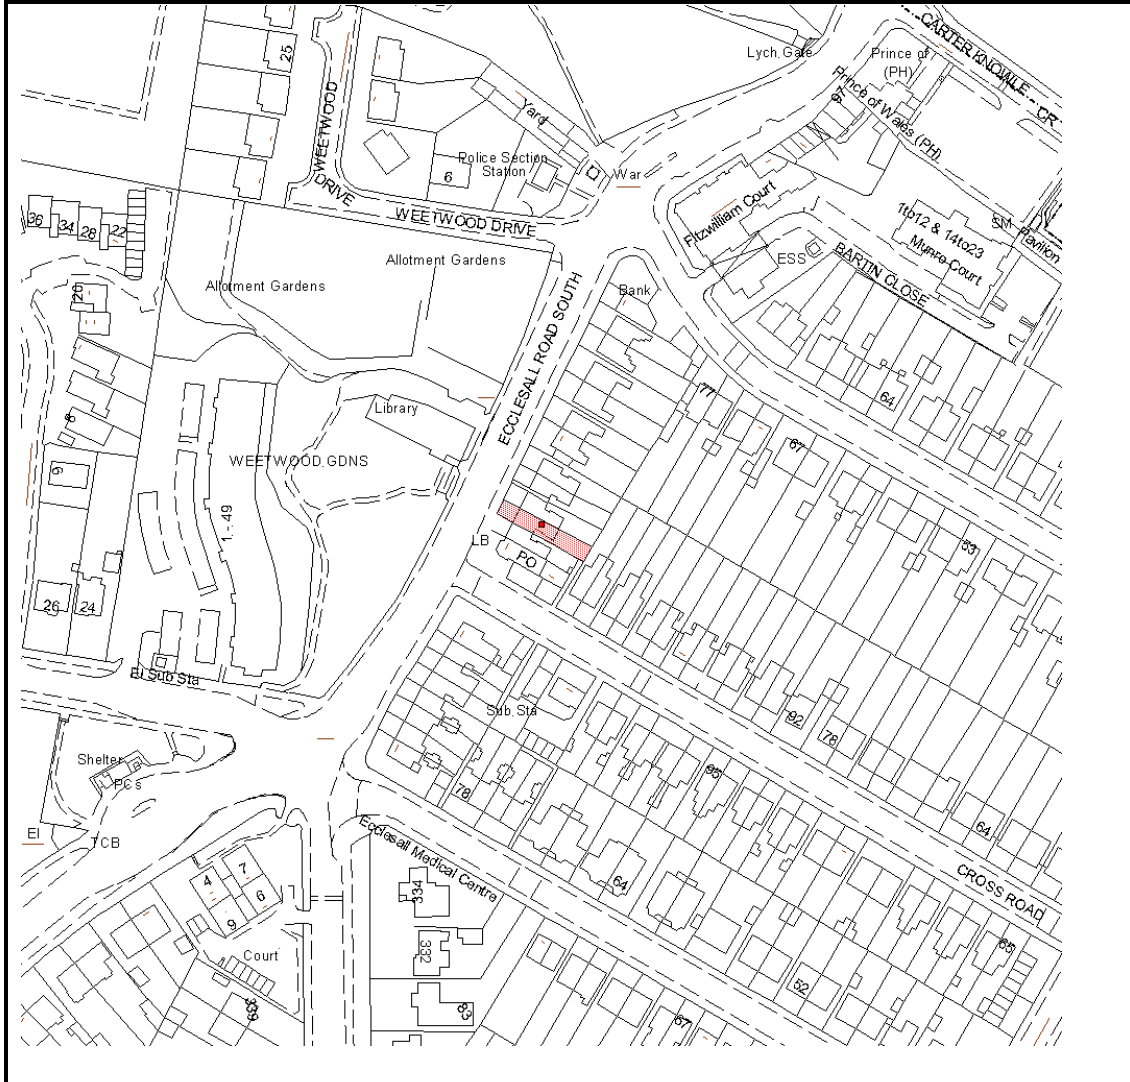 CARTER KNOWLE
CR
Lych Gate
Prince of
(PH)
25
97
Prince of Wales (PH)
Yard
WEETWOOD
DRIVE
Police Section
Station
6
War
WEETWOOD DRIVE
36
34
28
22
Fitzwilliam Court
1to12 & 14to23
Munro Court
SM
Pavilion
ESS
BARTIN CLOSE
Allotment Gardens
Allotment Gardens
20
Bank
ECCLESALL ROAD SOUTH
77
64
8
Library
67
WEETWOOD GDNS
9
1 - 49
LB
PO
53
26
24
El Sub Sta
Sub Sta
92
78
Shelter
PCs
95
78
El
TCB
64
Ecclesall Medical Centre
CROSS ROAD
4
7
6
9
334
64
332
65
Court
339
83
52
67